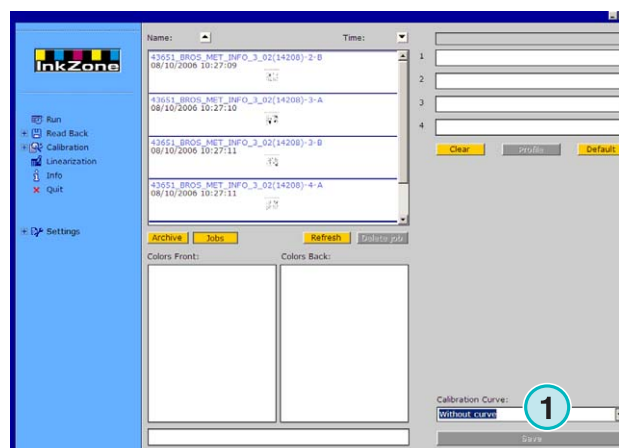 InkZone
Run
Read Back
Calibration
Linearization
Info
Quit
Settings
Name:
Time:
43651_BROS_MET_INFO_3_02(14208)-2-B
08/10/2006 10:27:09
43651_BROS_MET_INFO_3_02(14208)-3-A
08/10/2006 10:27:10
43651_BROS_MET_INFO_3_02(14208)-3-B
08/10/2006 10:27:11
43651_BROS_MET_INFO_3_02(14208)-4-A
08/10/2006 10:27:11
Archive
Jobs
Refresh
Delete job
Colors Front:
Colors Back:
1
2
3
4
Clear
Profile
Default
Calibration Curve:
Without curve
1
Save